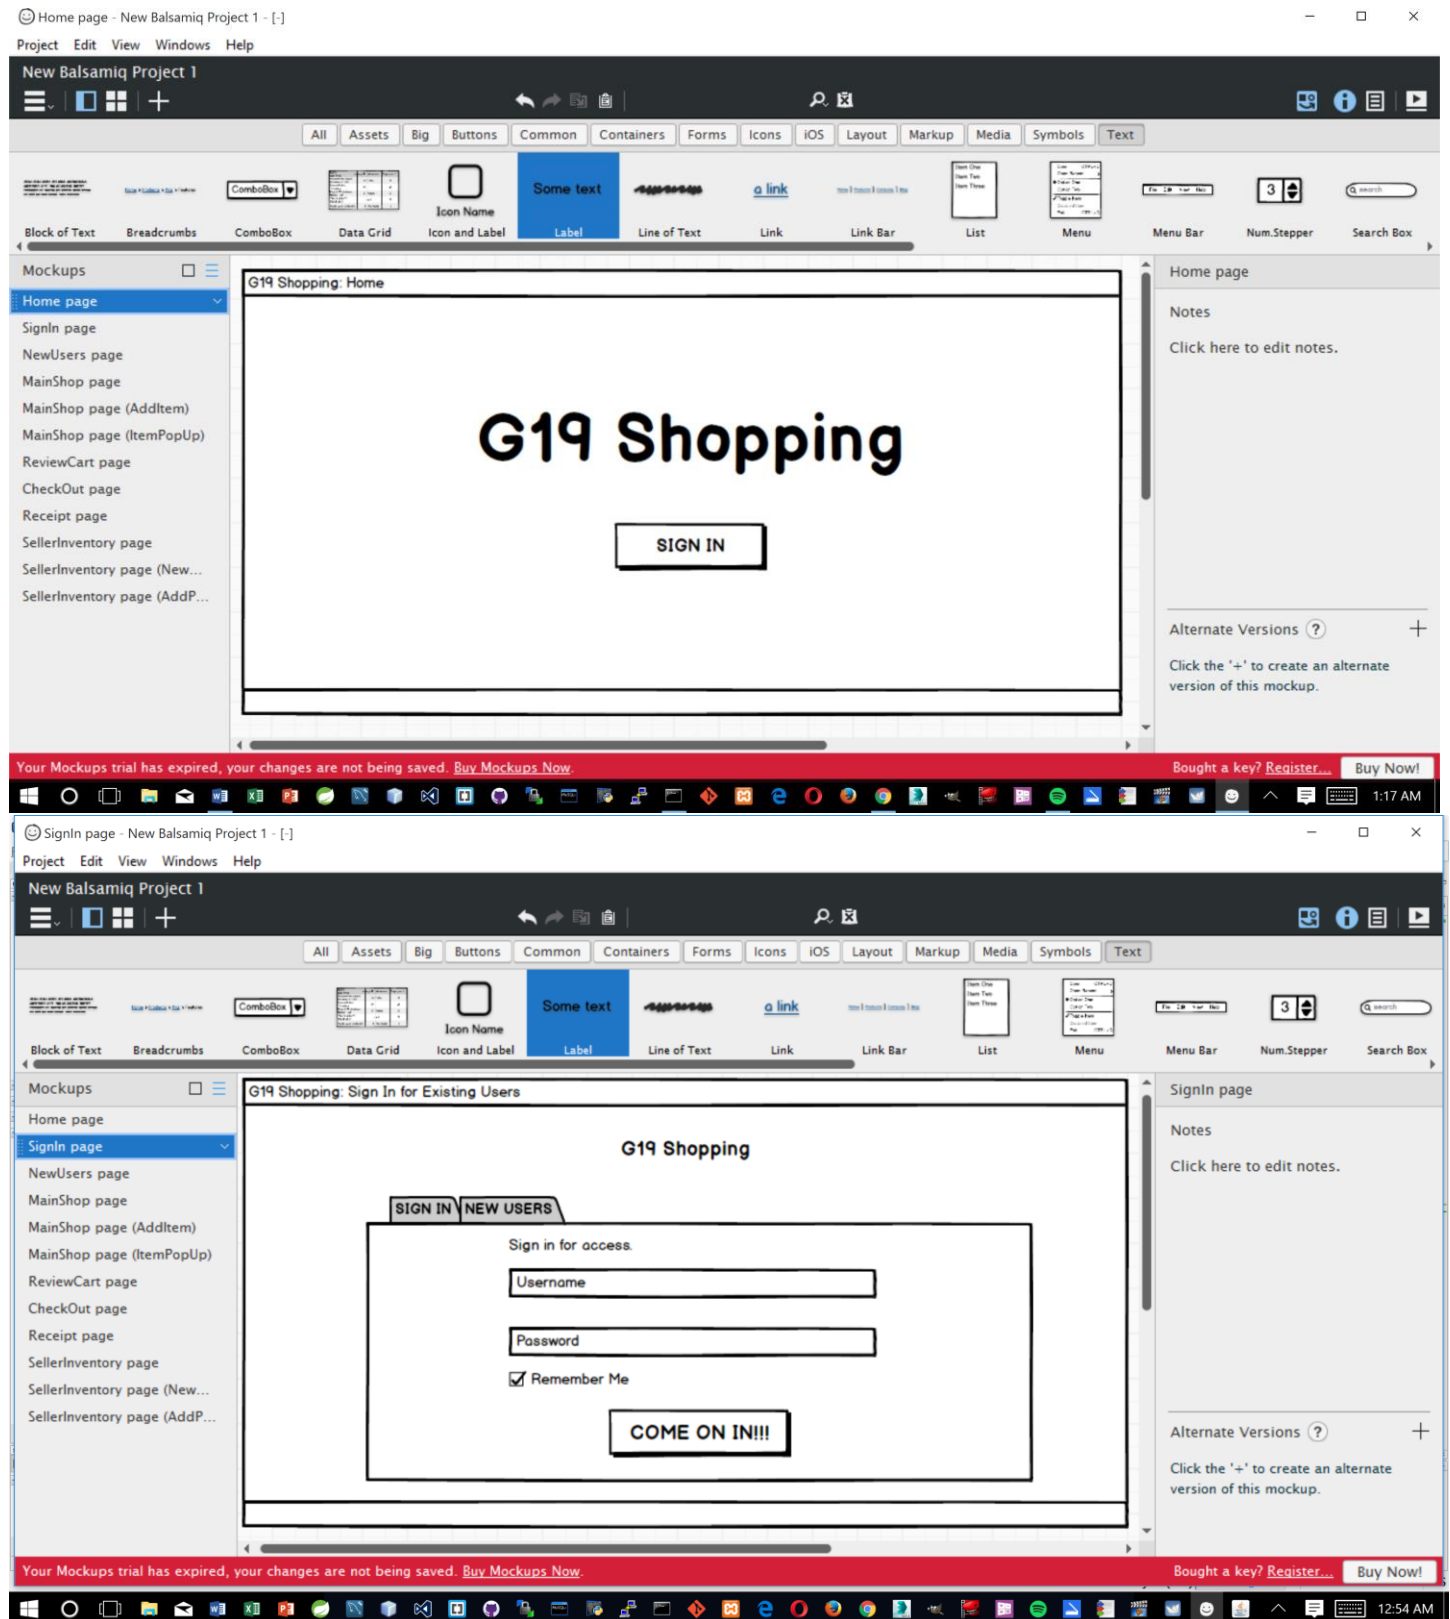 Home page - New Balsamiq Project 1 - [-]
Project Edit View Windows Help
New Balsamiq Project 1
All Assets Big Buttons Common Containers Forms Icons iOS Layout Markup Media Symbols Text
ComboBox Some text a link Item One
Item Two
Item Three
3 search
Icon Name
Block of Text Breadcrumbs ComboBox Data Grid Icon and Label Label Line of Text Link Link Bar List Menu Menu Bar Num.Stepper Search Box
Mockups
Home page
SignIn page
NewUsers page
MainShop page
MainShop page (AddItem)
MainShop page (ItemPopUp)
ReviewCart page
CheckOut page
Receipt page
SellerInventory page
SellerInventory page (New...
SellerInventory page (AddP...
G19 Shopping: Home
G19 Shopping
SIGN IN
Home page
Notes
Click here to edit notes.
Alternate Versions ?
Click the '+' to create an alternate
version of this mockup.
Your Mockups trial has expired, your changes are not being saved. Buy Mockups Now.
Bought a key? Register... Buy Now!
1:17 AM
SignIn page - New Balsamiq Project 1 - [-]
Project Edit View Windows Help
New Balsamiq Project 1
All Assets Big Buttons Common Containers Forms Icons iOS Layout Markup Media Symbols Text
ComboBox Some text a link Item One
Item Two
Item Three
3 search
Icon Name
Block of Text Breadcrumbs ComboBox Data Grid Icon and Label Label Line of Text Link Link Bar List Menu Menu Bar Num.Stepper Search Box
Mockups
Home page
SignIn page
NewUsers page
MainShop page
MainShop page (AddItem)
MainShop page (ItemPopUp)
ReviewCart page
CheckOut page
Receipt page
SellerInventory page
SellerInventory page (New...
SellerInventory page (AddP...
G19 Shopping: Sign In for Existing Users
G19 Shopping
SIGN IN NEW USERS
Sign in for access.
Username
Password
Remember Me
COME ON IN!!!
SignIn page
Notes
Click here to edit notes.
Alternate Versions ?
Click the '+' to create an alternate
version of this mockup.
Your Mockups trial has expired, your changes are not being saved. Buy Mockups Now.
Bought a key? Register... Buy Now!
12:54 AM